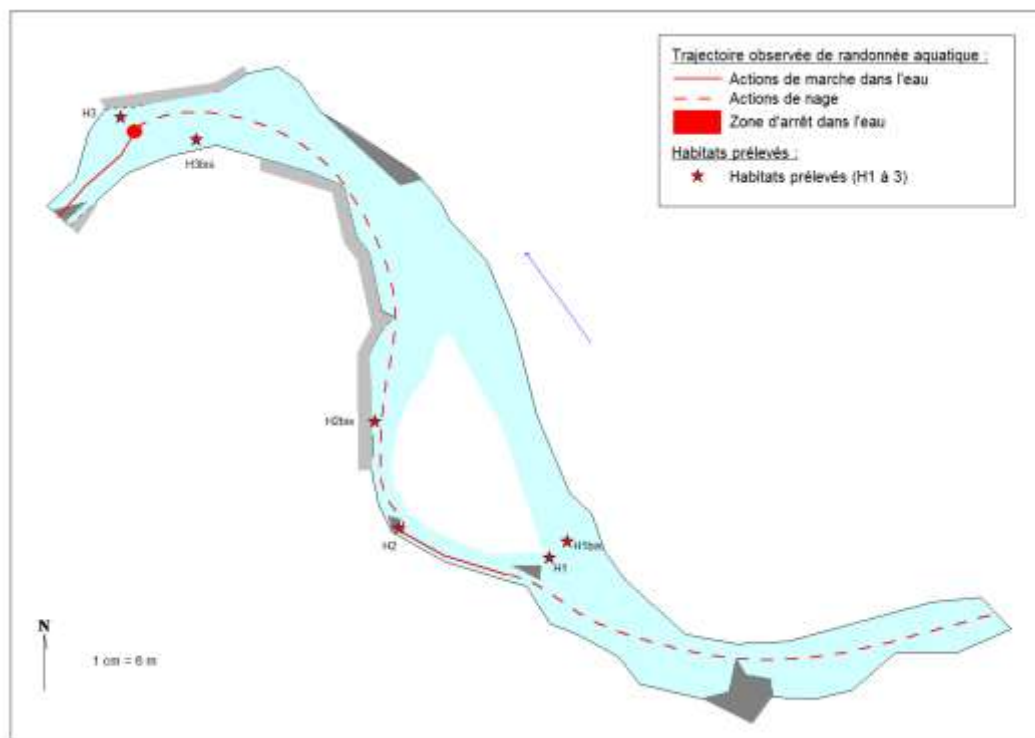 Trajectoire observée de randonnée aquatique :
Actions de marche dans l'eau
Actions de nage
Zone d'arrêt dans l'eau
Habitats prélevés :
Habitats prélevés (H1 à 3)
H3
H3bis
H2bis
H2
H1bis
H1
N
1 cm = 6 m